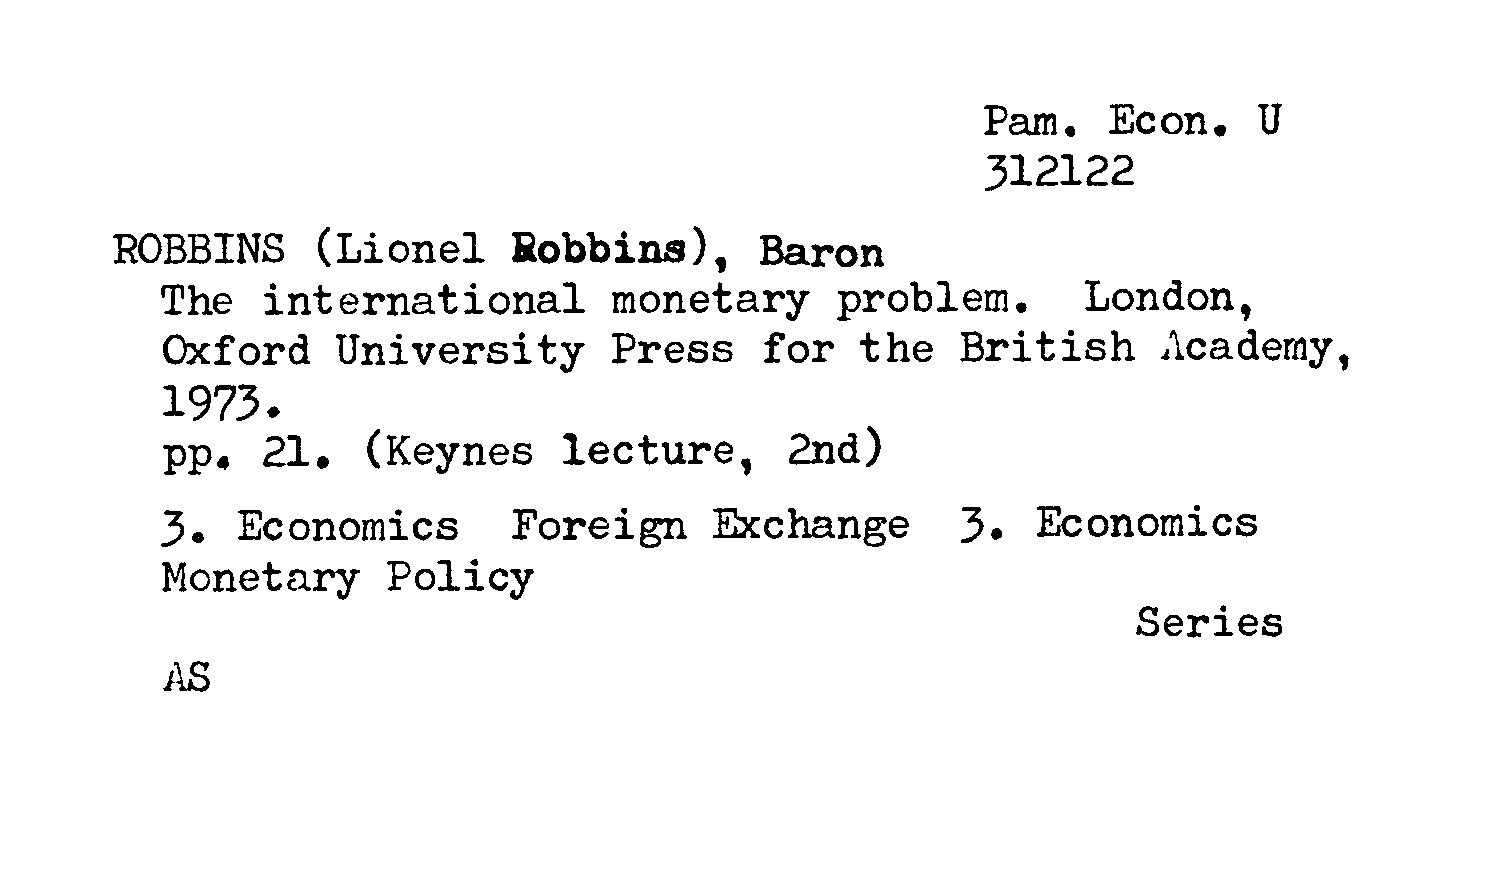 Pam. Econ. U
312122
ROBBINS (Lionel Robbins), Baron
The international monetary problem. London,
Oxford University Press for the British Academy,
1973.
pp. 21. (Keynes lecture, 2nd)
3. Economics Foreign Exchange 3. Economics
Monetary Policy
Series
AS